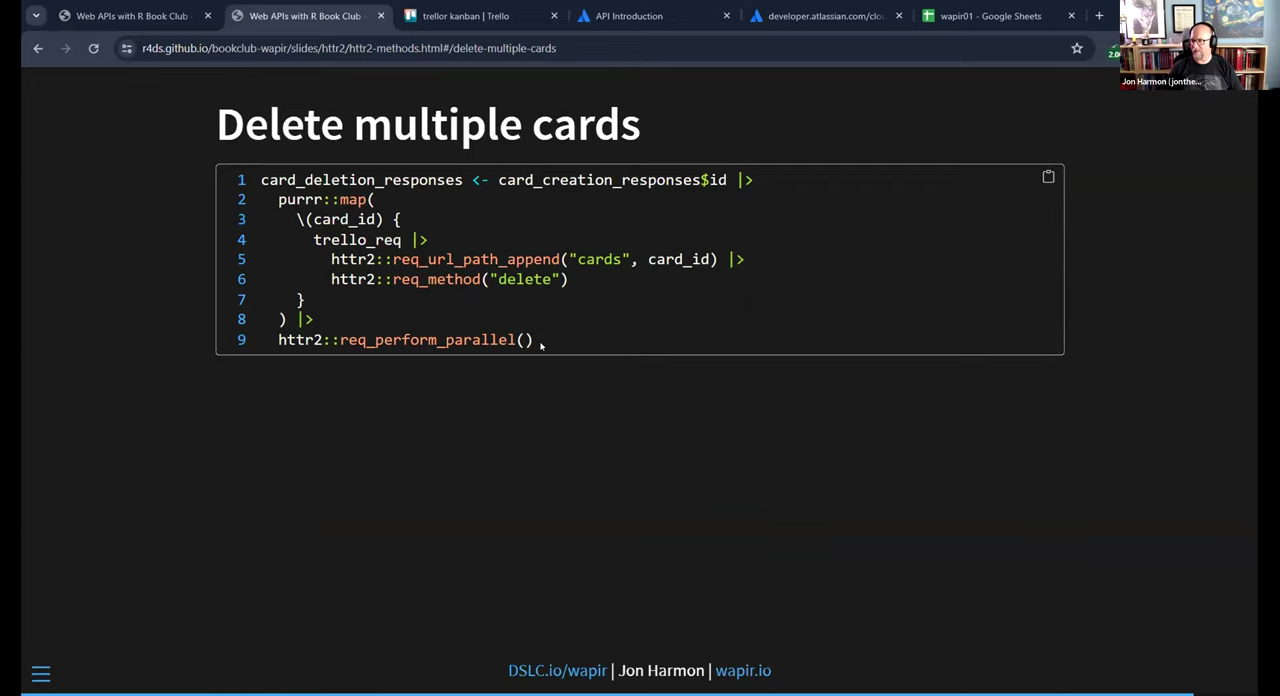 Web APIs with R Book Club
Web APIs with R Book Club
trellor kanban | Trello
API Introduction
developer.atlassian.com/clou
wapir01 - Google Sheets
r4ds.github.io/bookclub-wapir/slides/httr2/httr2-methods.html#/delete-multiple-cards
2.0
Jon Harmon (jonthe...
Delete multiple cards
1 card_deletion_responses <- card_creation_responses$id |>
2 purrr::map(
3 \(card_id) {
4 trello_req |>
5 httr2::req_url_path_append("cards", card_id) |>
6 httr2::req_method("delete")
7 }
8 ) |>
9 httr2::req_perform_parallel()
DSLC.io/wapir | Jon Harmon | wapir.io